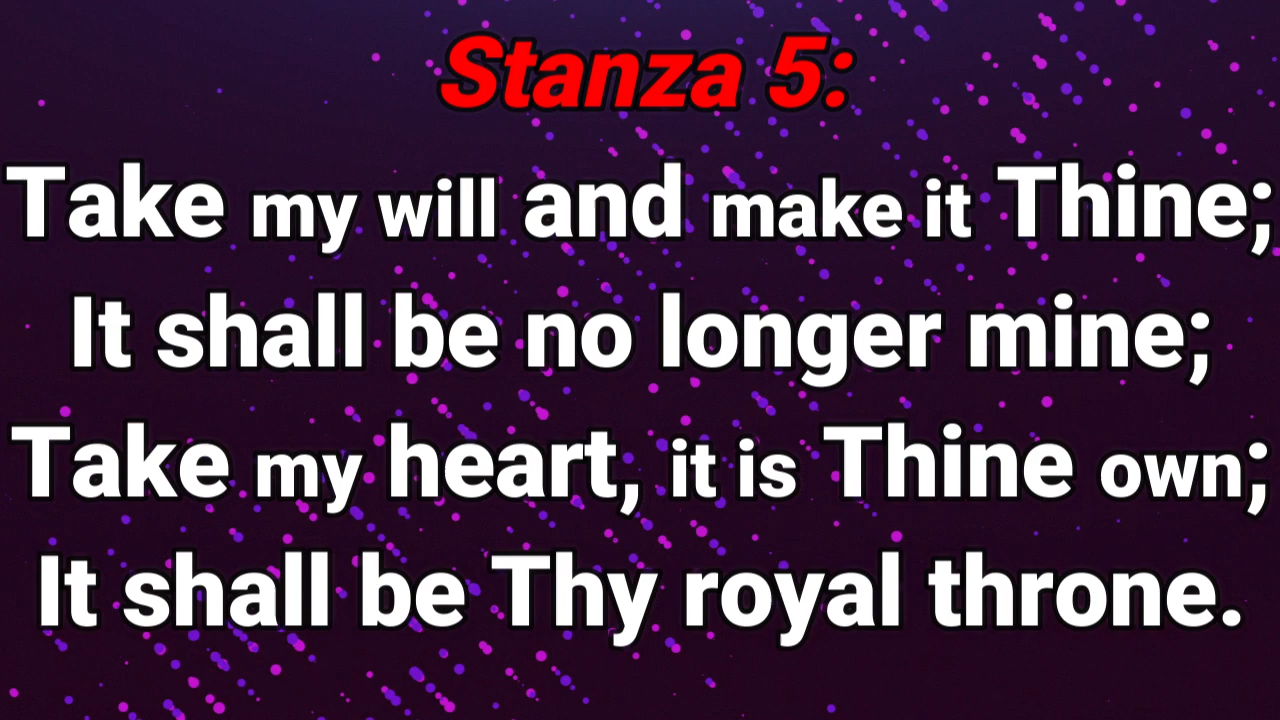 Stanza 5:
Take my will and make it Thine;
It shall be no longer mine;
Take my heart, it is Thine own;
It shall be Thy royal throne.